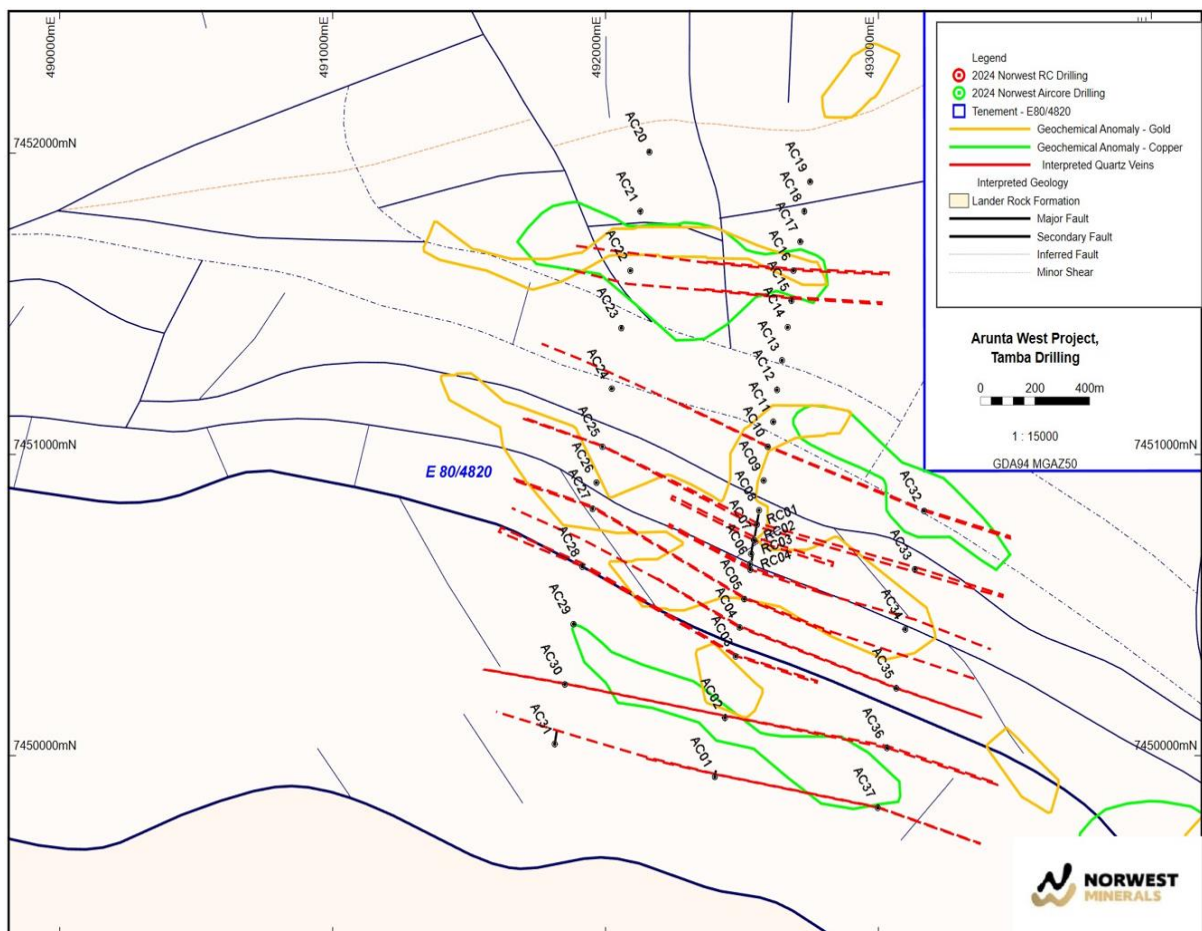 490000mE
491000mE
492000mE
493000mE
7452000mN
Legend
2024 Norwest RC Drilling
2024 Norwest Aircore Drilling
Tenement - E80/4820
Geochemical Anomaly - Gold
Geochemical Anomaly - Copper
Interpreted Quartz Veins
Interpreted Geology
Lander Rock Formation
Major Fault
Secondary Fault
Inferred Fault
Minor Shear
Arunta West Project,
Tamba Drilling
0 200 400m
1 : 15000
GDA94 MGAZ50
7451000mN
7451000mN
E 80/4820
AC20
AC19
AC21
AC18
AC17
AC22
AC16
AC15
AC23
AC14
AC13
AC24
AC12
AC11
AC25
AC10
AC26
AC09
AC27
AC08
AC32
RC01
AC07
RC02
RC03
AC06
RC04
AC28
AC33
AC05
AC29
AC04
AC34
AC03
AC30
AC35
AC02
AC31
AC36
AC01
AC37
7450000mN
7450000mN
NORWEST
MINERALS